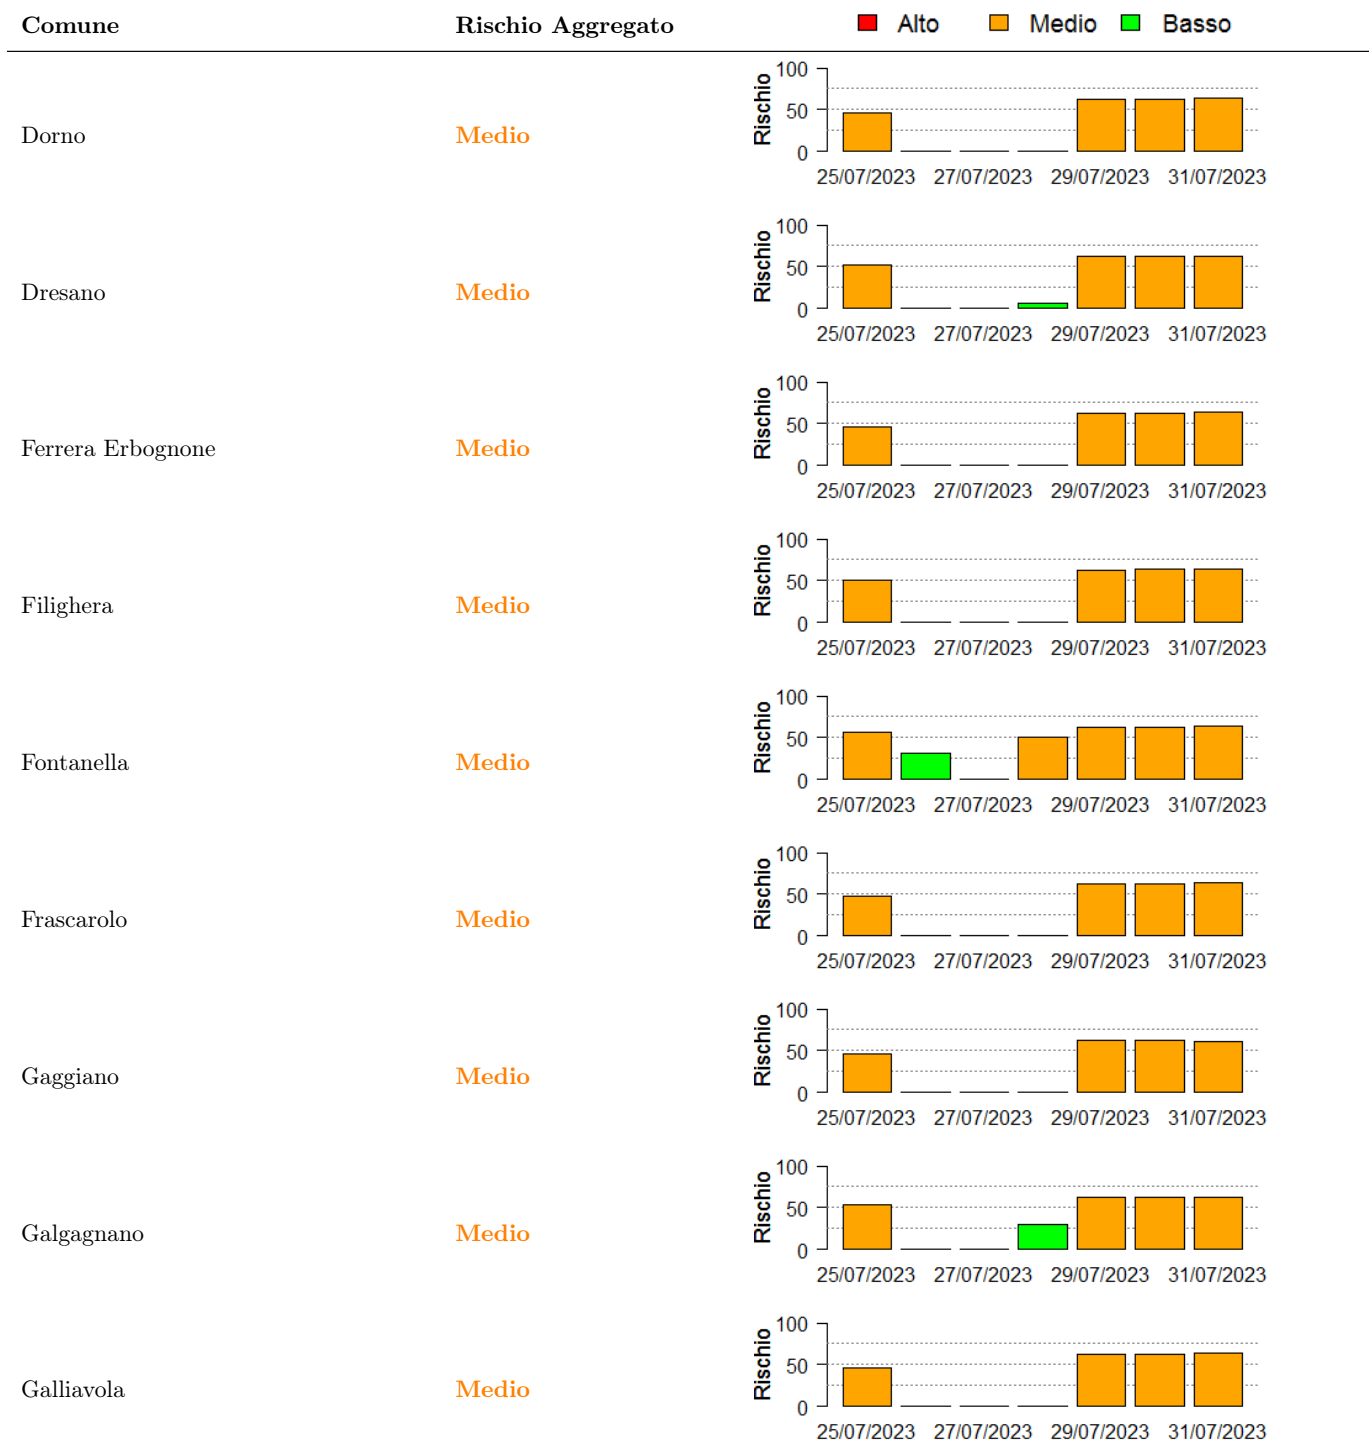 Comune Rischio Aggregato Alto Medio Basso
Dorno Medio
Rischio
100
50
0
25/07/2023 27/07/2023 29/07/2023 31/07/2023
Dresano Medio
Rischio
100
50
0
25/07/2023 27/07/2023 29/07/2023 31/07/2023
Ferrera Erbognone Medio
Rischio
100
50
0
25/07/2023 27/07/2023 29/07/2023 31/07/2023
Filighera Medio
Rischio
100
50
0
25/07/2023 27/07/2023 29/07/2023 31/07/2023
Fontanella Medio
Rischio
100
50
0
25/07/2023 27/07/2023 29/07/2023 31/07/2023
Frascarolo Medio
Rischio
100
50
0
25/07/2023 27/07/2023 29/07/2023 31/07/2023
Gaggiano Medio
Rischio
100
50
0
25/07/2023 27/07/2023 29/07/2023 31/07/2023
Galgagnano Medio
Rischio
100
50
0
25/07/2023 27/07/2023 29/07/2023 31/07/2023
Galliavola Medio
Rischio
100
50
0
25/07/2023 27/07/2023 29/07/2023 31/07/2023